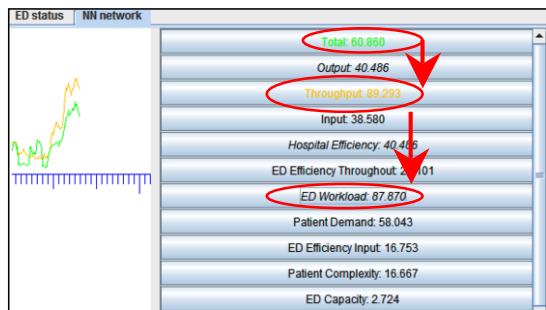 ED status NN network
Total: 60.860
Output: 40.486
Throughput: 89.293
Input: 38.580
Hospital Efficiency: 40.486
ED Efficiency Throughout: 101
ED Workload: 87.870
Patient Demand: 58.043
ED Efficiency Input: 16.753
Patient Complexity: 16.667
ED Capacity: 2.724